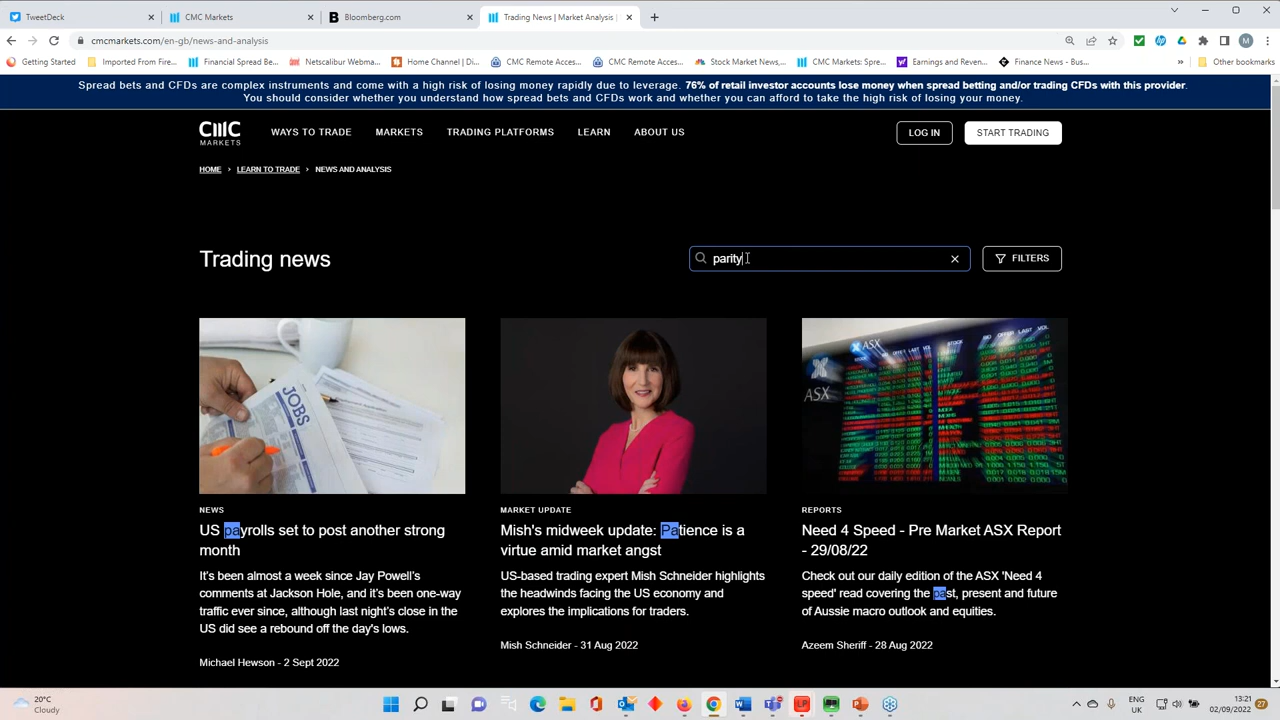 TweetDeck
CMC Markets
Bloomberg.com
Trading News | Market Analysis |
cmcmarkets.com/en-gb/news-and-analysis
M
Getting Started
Imported From Fire...
Financial Spread Be...
Netscalibur Webma...
Home Channel | Di...
CMC Remote Acces...
CMC Remote Acces...
Stock Market News,...
CMC Markets: Spre...
Earnings and Reven...
Finance News - Bus...
Other bookmarks
Spread bets and CFDs are complex instruments and come with a high risk of losing money rapidly due to leverage. 76% of retail investor accounts lose money when spread betting and/or trading CFDs with this provider.
You should consider whether you understand how spread bets and CFDs work and whether you can afford to take the high risk of losing your money.
CMC MARKETS
WAYS TO TRADE
MARKETS
TRADING PLATFORMS
LEARN
ABOUT US
LOG IN
START TRADING
HOME › LEARN TO TRADE › NEWS AND ANALYSIS
Trading news
parity
FILTERS
JOBS
ASX
ASX
NEWS
US payrolls set to post another strong
month
It's been almost a week since Jay Powell's
comments at Jackson Hole, and it's been one-way
traffic ever since, although last night's close in the
US did see a rebound off the day's lows.
Michael Hewson - 2 Sept 2022
MARKET UPDATE
Mish's midweek update: Patience is a
virtue amid market angst
US-based trading expert Mish Schneider highlights
the headwinds facing the US economy and
explores the implications for traders.
Mish Schneider - 31 Aug 2022
REPORTS
Need 4 Speed - Pre Market ASX Report
- 29/08/22
Check out our daily edition of the ASX 'Need 4
speed' read covering the past, present and future
of Aussie macro outlook and equities.
Azeem Sheriff - 28 Aug 2022
20°C
Cloudy
ENG
UK
13:21
02/09/2022
27